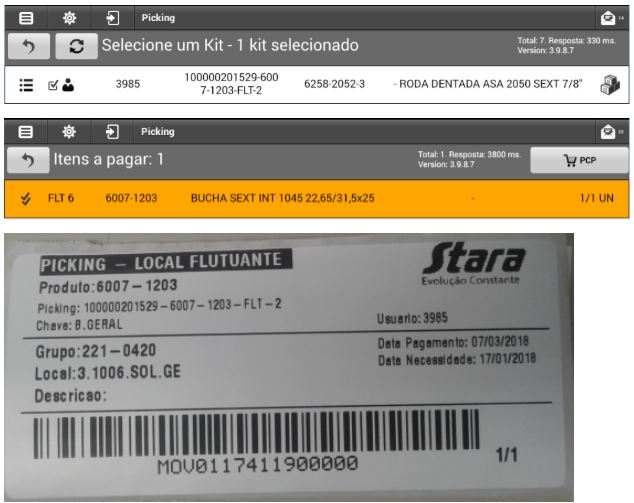 Picking
14
Selecione um Kit - 1 kit selecionado
Total: 7. Resposta: 330 ms.
Version: 3.9.8.7
3985
100000201529-600
7-1203-FLT-2
6258-2052-3
- RODA DENTADA ASA 2050 SEXT 7/8"
Picking
22
Itens a pagar: 1
Total: 1. Resposta: 3800 ms.
Version: 3.9.8.7
PCP
FLT 6 6007-1203 BUCHA SEXT INT 1045 22,65/31,5x25 - 1/1 UN
PICKING – LOCAL FLUTUANTE
Stara
Evolução Constante
Produto:6007-1203
Picking: 100000201529-6007-1203-FLT-2
Chave: B.GERAL
Usuario: 3985
Grupo:221-0420
Data Pagamento: 07/03/2018
Local:3.1006.SOL.GE
Data Necessidade: 17/01/2018
Descricao:
MOV0117411900000
1/1